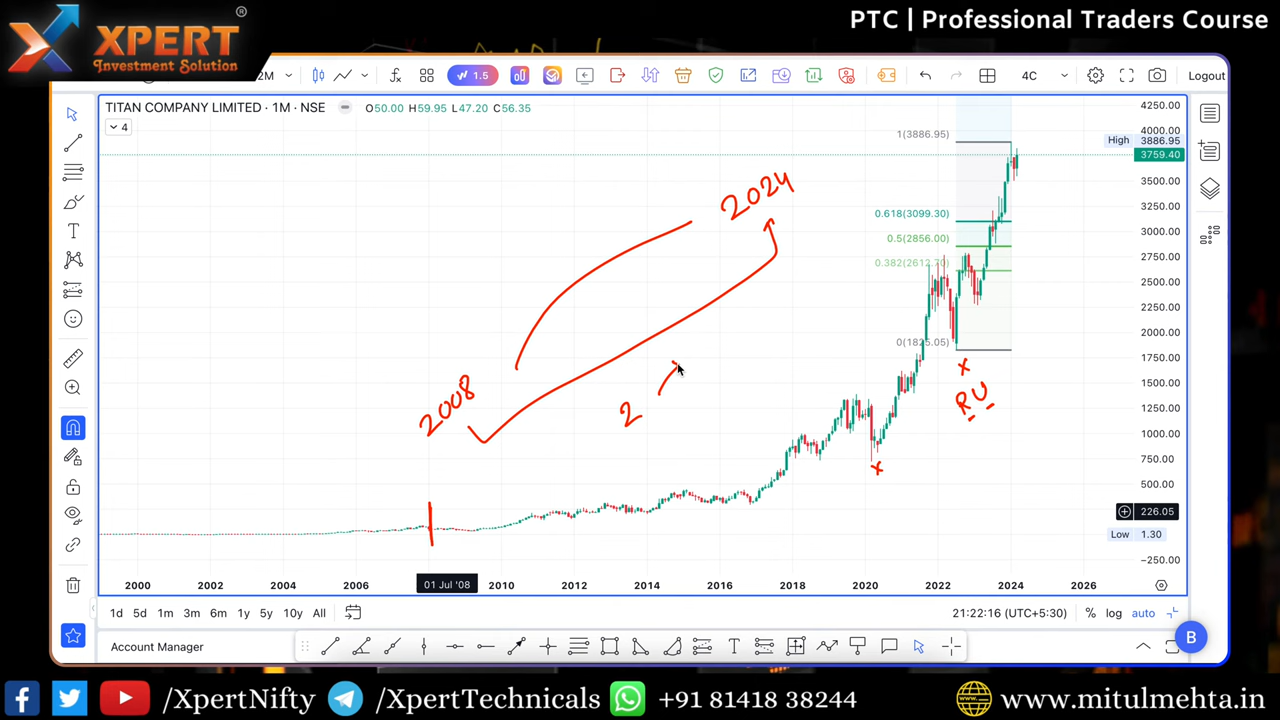 XPERT
Investment Solution
®
PTC | Professional Traders Course
2M
1.5
4C
Logout
TITAN COMPANY LIMITED · 1M · NSE
O50.00 H59.95 L47.20 C56.35
4
4250.00
4000.00
High 3886.95
3759.40
3500.00
3250.00
3000.00
2750.00
2500.00
2250.00
2000.00
1750.00
1500.00
1250.00
1000.00
750.00
500.00
226.05
Low 1.30
−250.00
1(3886.95)
0.618(3099.30)
0.5(2856.00)
0.382(2612.70)
0(1825.05)
2024
2008
2
x
RU
x
2000 2002 2004 2006 01 Jul '08 2010 2012 2014 2016 2018 2020 2022 2024 2026
1d 5d 1m 3m 6m 1y 5y 10y All
21:22:16 (UTC+5:30) % log auto
B
Account Manager
/XpertNifty /XpertTechnicals +91 81418 38244 www.mitulmehta.in